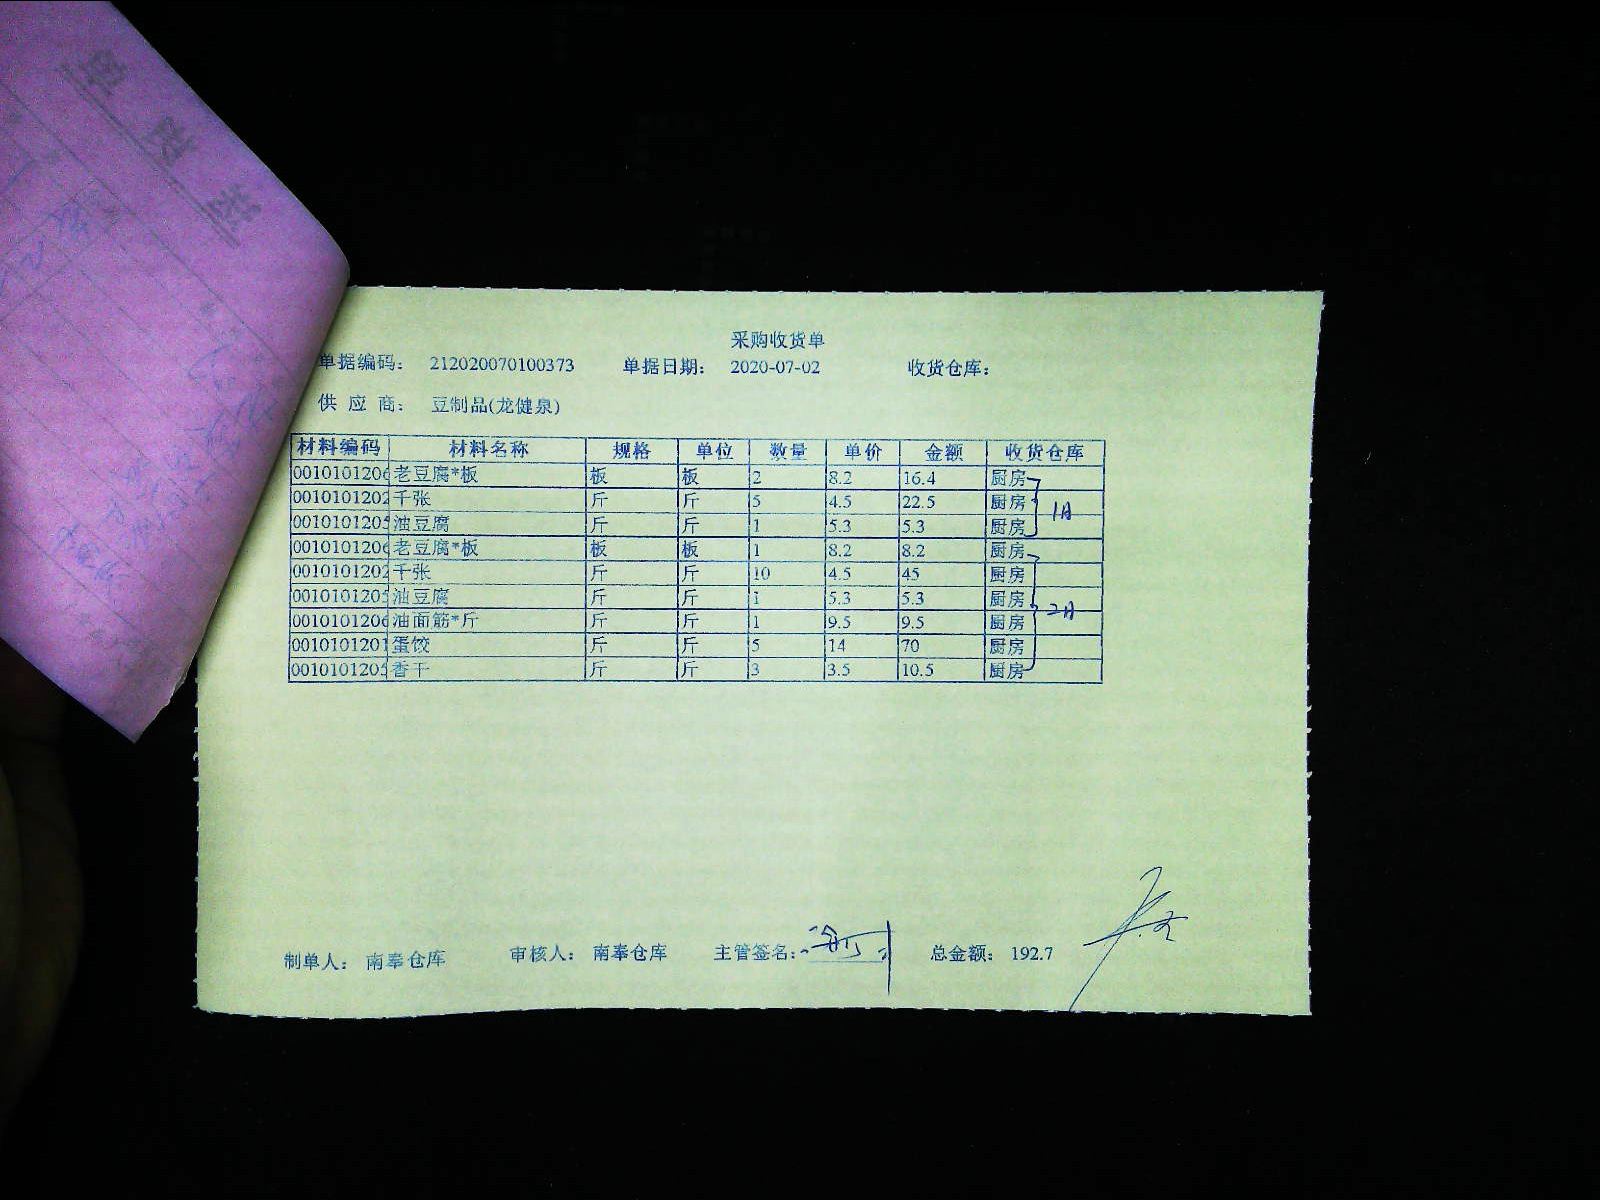 采购收货单
单据编码： 212020070100373 单据日期： 2020-07-02 收货仓库：
供 应 商： 豆制品(龙健泉)
材料编码 材料名称 规格 单位 数量 单价 金额 收货仓库
0010101206 老豆腐*板 板 板 2 8.2 16.4 厨房
0010101202 千张 斤 斤 5 4.5 22.5 厨房
0010101205 油豆腐 斤 斤 1 5.3 5.3 厨房
0010101206 老豆腐*板 板 板 1 8.2 8.2 厨房
0010101202 千张 斤 斤 10 4.5 45 厨房
0010101205 油豆腐 斤 斤 1 5.3 5.3 厨房
0010101206 油面筋*斤 斤 斤 1 9.5 9.5 厨房
0010101201 蛋饺 斤 斤 5 14 70 厨房
0010101205 香干 斤 斤 3 3.5 10.5 厨房
制单人： 南奉仓库 审核人： 南奉仓库 主管签名： 总金额： 192.7